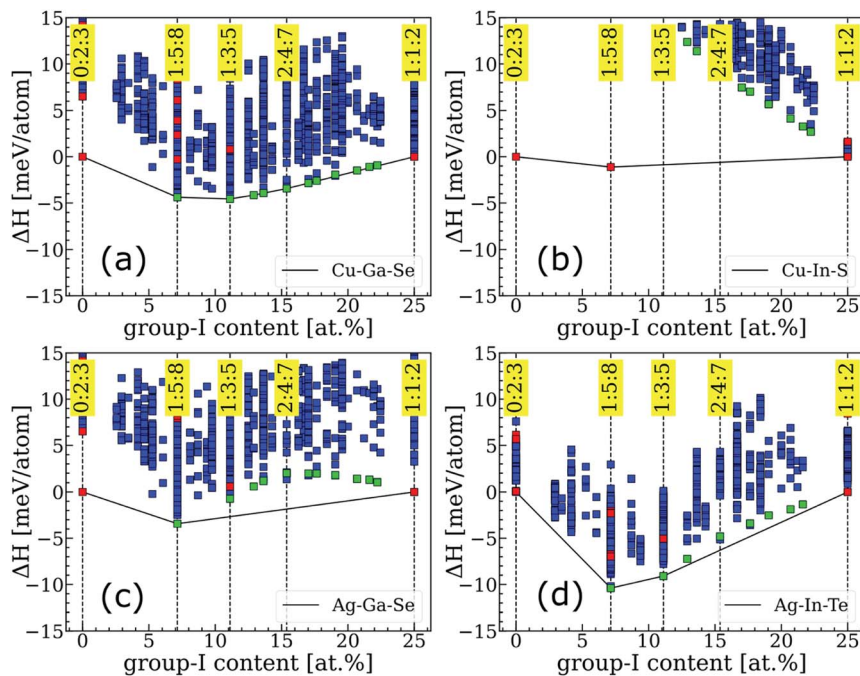 15
10
5
0
−5
−10
−15
ΔH [meV/atom]
0:2:3
1:5:8
1:3:5
2:4:7
1:1:2
(a)
Cu-Ga-Se
0 5 10 15 20 25
group-I content [at.%]
15
10
5
0
−5
−10
−15
ΔH [meV/atom]
0:2:3
1:5:8
1:3:5
2:4:7
1:1:2
(b)
Cu-In-S
0 5 10 15 20 25
group-I content [at.%]
15
10
5
0
−5
−10
−15
ΔH [meV/atom]
0:2:3
1:5:8
1:3:5
2:4:7
1:1:2
(c)
Ag-Ga-Se
0 5 10 15 20 25
group-I content [at.%]
15
10
5
0
−5
−10
−15
ΔH [meV/atom]
0:2:3
1:5:8
1:3:5
2:4:7
1:1:2
(d)
Ag-In-Te
0 5 10 15 20 25
group-I content [at.%]